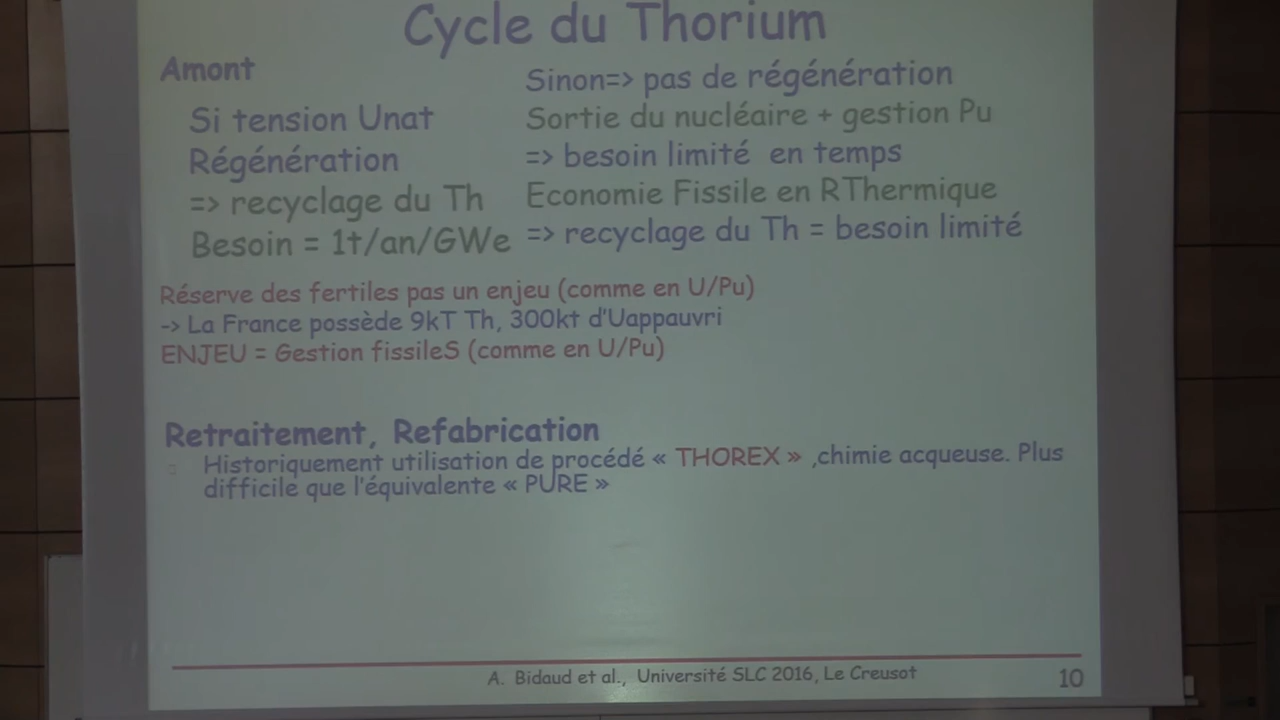 Cycle du Thorium
Amont
Si tension Unat
Régénération
=> recyclage du Th
Besoin = 1t/an/GWe
Sinon=> pas de régénération
Sortie du nucléaire + gestion Pu
=> besoin limité en temps
Economie Fissile en RThermique
=> recyclage du Th = besoin limité
Réserve des fertiles pas un enjeu (comme en U/Pu)
-> La France possède 9kT Th, 300kt d'Uappauvri
ENJEU = Gestion fissileS (comme en U/Pu)
Retraitement, Refabrication
Historiquement utilisation de procédé « THOREX » ,chimie acqueuse. Plus
difficile que l'équivalente « PURE »
A. Bidaud et al., Université SLC 2016, Le Creusot
10